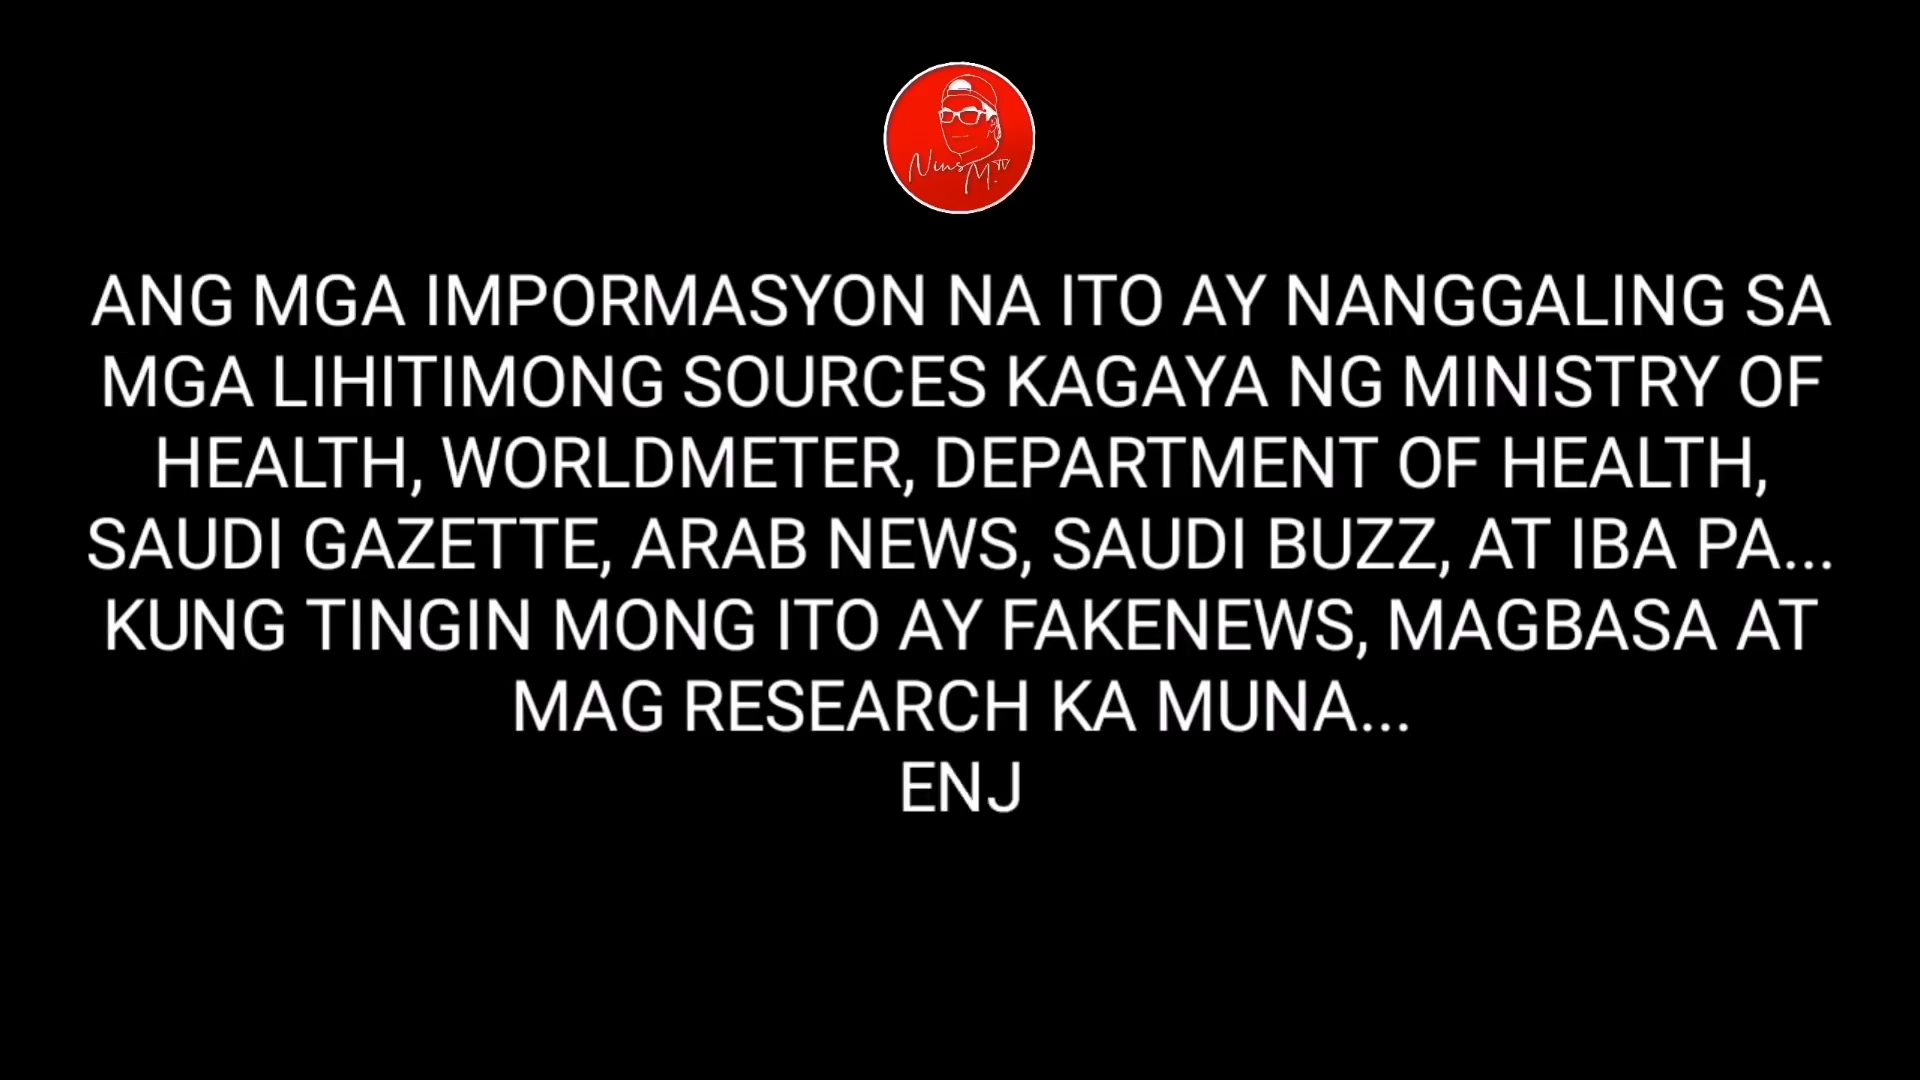 Nins
M. TV
ANG MGA IMPORMASYON NA ITO AY NANGGALING SA
MGA LIHITIMONG SOURCES KAGAYA NG MINISTRY OF
HEALTH, WORLDMETER, DEPARTMENT OF HEALTH,
SAUDI GAZETTE, ARAB NEWS, SAUDI BUZZ, AT IBA PA...
KUNG TINGIN MONG ITO AY FAKENEWS, MAGBASA AT
MAG RESEARCH KA MUNA...
ENJ